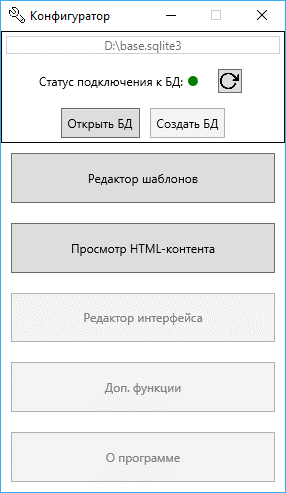 Конфигуратор
D:\base.sqlite3
Статус подключения к БД:
Открыть БД Создать БД
Редактор шаблонов
Просмотр HTML-контента
Редактор интерфейса
Доп. функции
О программе